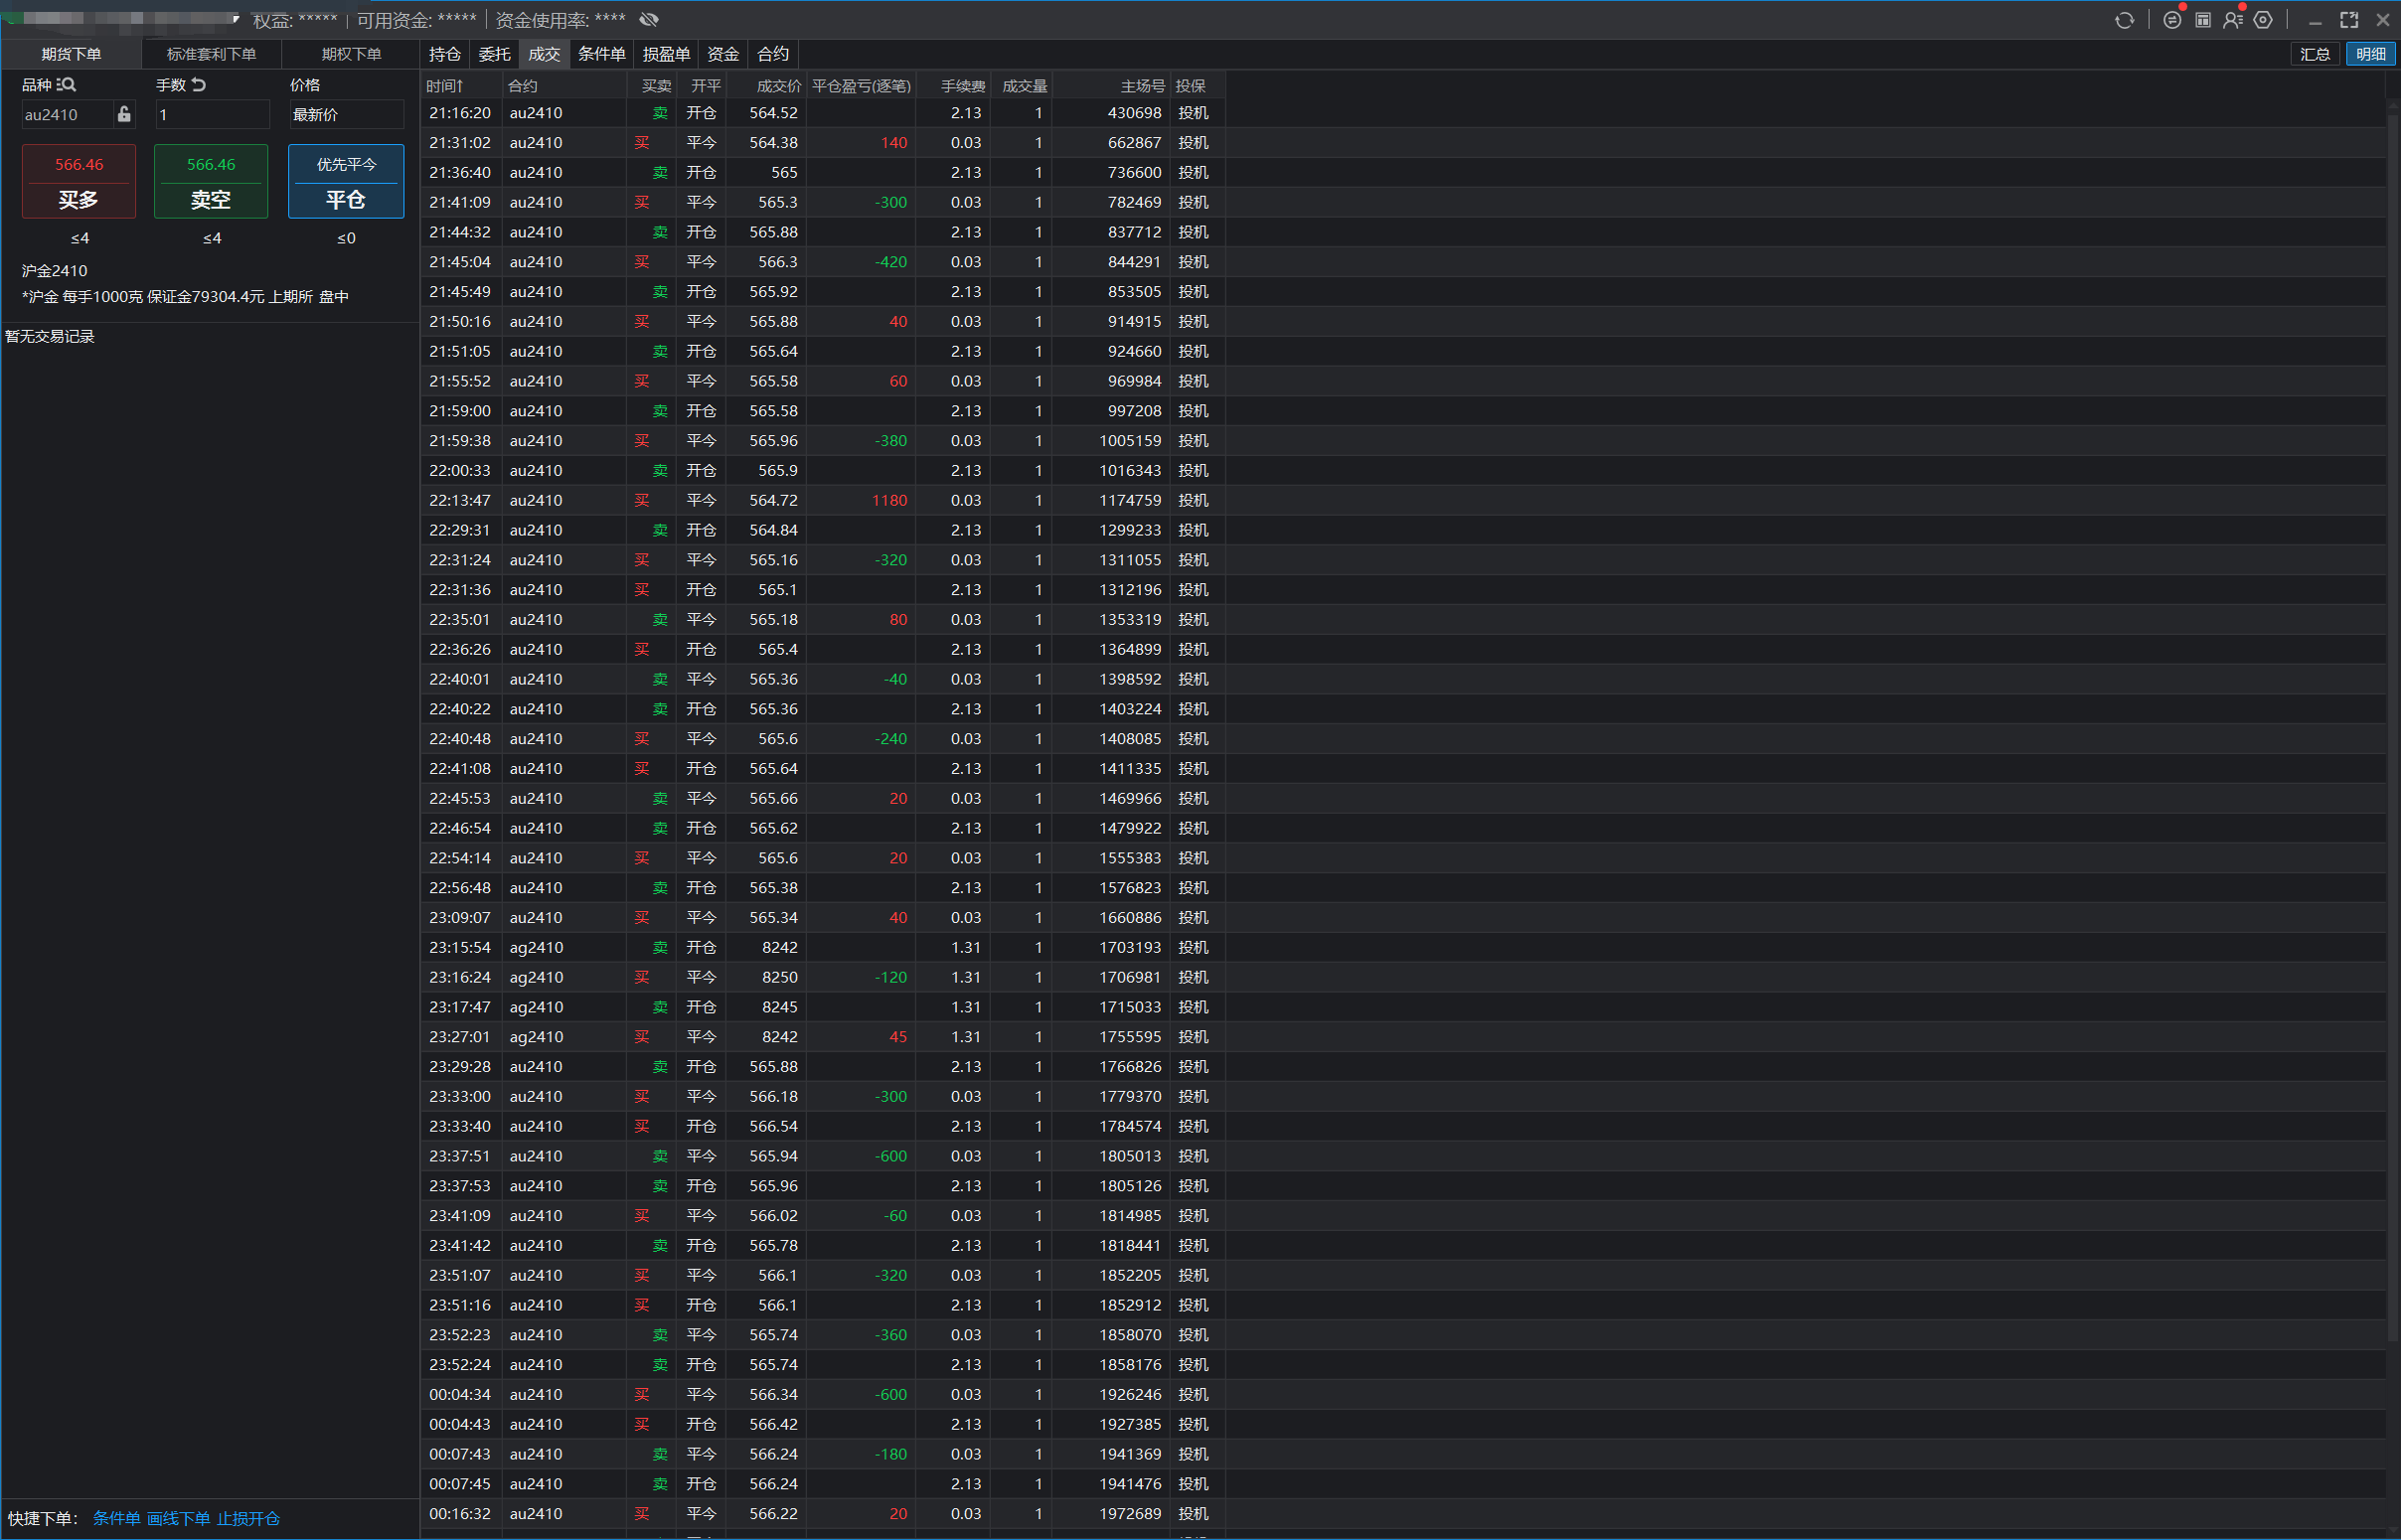 权益: ***** | 可用资金: ***** | 资金使用率: ****
期货下单 标准套利下单 期权下单 持仓 委托 成交 条件单 损盈单 资金 合约 汇总 明细
品种 手数 价格
au2410 1 最新价
566.46 566.46 优先平今
买多 卖空 平仓
≤4 ≤4 ≤0
沪金2410
*沪金 每手1000克 保证金79304.4元 上期所 盘中
暂无交易记录
时间↑ 合约 买卖 开平 成交价 平仓盈亏(逐笔) 手续费 成交量 主场号 投保
21:16:20 au2410 卖 开仓 564.52 2.13 1 430698 投机
21:31:02 au2410 买 平今 564.38 140 0.03 1 662867 投机
21:36:40 au2410 卖 开仓 565 2.13 1 736600 投机
21:41:09 au2410 买 平今 565.3 -300 0.03 1 782469 投机
21:44:32 au2410 卖 开仓 565.88 2.13 1 837712 投机
21:45:04 au2410 买 平今 566.3 -420 0.03 1 844291 投机
21:45:49 au2410 卖 开仓 565.92 2.13 1 853505 投机
21:50:16 au2410 买 平今 565.88 40 0.03 1 914915 投机
21:51:05 au2410 卖 开仓 565.64 2.13 1 924660 投机
21:55:52 au2410 买 平今 565.58 60 0.03 1 969984 投机
21:59:00 au2410 卖 开仓 565.58 2.13 1 997208 投机
21:59:38 au2410 买 平今 565.96 -380 0.03 1 1005159 投机
22:00:33 au2410 卖 开仓 565.9 2.13 1 1016343 投机
22:13:47 au2410 买 平今 564.72 1180 0.03 1 1174759 投机
22:29:31 au2410 卖 开仓 564.84 2.13 1 1299233 投机
22:31:24 au2410 买 平今 565.16 -320 0.03 1 1311055 投机
22:31:36 au2410 买 开仓 565.1 2.13 1 1312196 投机
22:35:01 au2410 卖 平今 565.18 80 0.03 1 1353319 投机
22:36:26 au2410 买 开仓 565.4 2.13 1 1364899 投机
22:40:01 au2410 卖 平今 565.36 -40 0.03 1 1398592 投机
22:40:22 au2410 卖 开仓 565.36 2.13 1 1403224 投机
22:40:48 au2410 买 平今 565.6 -240 0.03 1 1408085 投机
22:41:08 au2410 买 开仓 565.64 2.13 1 1411335 投机
22:45:53 au2410 卖 平今 565.66 20 0.03 1 1469966 投机
22:46:54 au2410 卖 开仓 565.62 2.13 1 1479922 投机
22:54:14 au2410 买 平今 565.6 20 0.03 1 1555383 投机
22:56:48 au2410 卖 开仓 565.38 2.13 1 1576823 投机
23:09:07 au2410 买 平今 565.34 40 0.03 1 1660886 投机
23:15:54 ag2410 卖 开仓 8242 1.31 1 1703193 投机
23:16:24 ag2410 买 平今 8250 -120 1.31 1 1706981 投机
23:17:47 ag2410 卖 开仓 8245 1.31 1 1715033 投机
23:27:01 ag2410 买 平今 8242 45 1.31 1 1755595 投机
23:29:28 au2410 卖 开仓 565.88 2.13 1 1766826 投机
23:33:00 au2410 买 平今 566.18 -300 0.03 1 1779370 投机
23:33:40 au2410 买 开仓 566.54 2.13 1 1784574 投机
23:37:51 au2410 卖 平今 565.94 -600 0.03 1 1805013 投机
23:37:53 au2410 卖 开仓 565.96 2.13 1 1805126 投机
23:41:09 au2410 买 平今 566.02 -60 0.03 1 1814985 投机
23:41:42 au2410 卖 开仓 565.78 2.13 1 1818441 投机
23:51:07 au2410 买 平今 566.1 -320 0.03 1 1852205 投机
23:51:16 au2410 买 开仓 566.1 2.13 1 1852912 投机
23:52:23 au2410 卖 平今 565.74 -360 0.03 1 1858070 投机
23:52:24 au2410 卖 开仓 565.74 2.13 1 1858176 投机
00:04:34 au2410 买 平今 566.34 -600 0.03 1 1926246 投机
00:04:43 au2410 买 开仓 566.42 2.13 1 1927385 投机
00:07:43 au2410 卖 平今 566.24 -180 0.03 1 1941369 投机
00:07:45 au2410 卖 开仓 566.24 2.13 1 1941476 投机
00:16:32 au2410 买 平今 566.22 20 0.03 1 1972689 投机
快捷下单： 条件单 画线下单 止损开仓